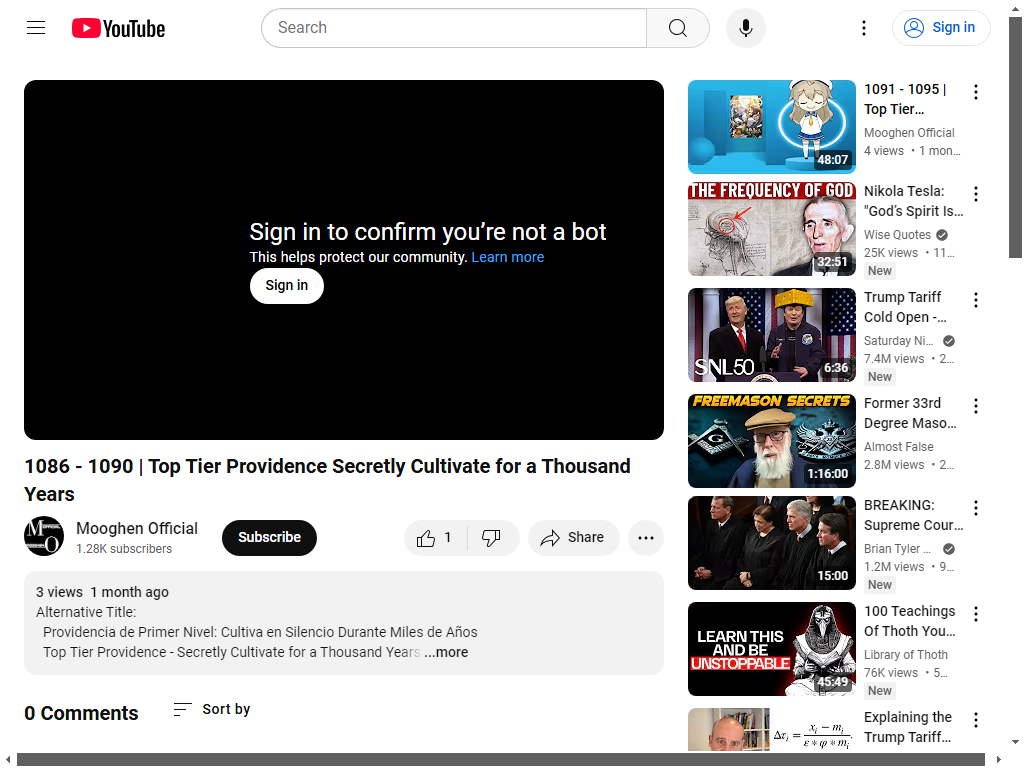 YouTube
Search
Sign in
Sign in to confirm you’re not a bot
This helps protect our community. Learn more
Sign in
1086 - 1090 | Top Tier Providence Secretly Cultivate for a Thousand
Years
Mooghen Official
1.28K subscribers
Subscribe
1
Share
3 views 1 month ago
Alternative Title:
Providencia de Primer Nivel: Cultiva en Silencio Durante Miles de Años
Top Tier Providence - Secretly Cultivate for a Thousand Years ...more
0 Comments
Sort by
48:07
1091 - 1095 |
Top Tier…
Mooghen Official
4 views • 1 mon…
THE FREQUENCY OF GOD
32:51
Nikola Tesla:
"God’s Spirit Is…
Wise Quotes
25K views • 11…
New
SNL50
6:36
Trump Tariff
Cold Open -…
Saturday Ni…
7.4M views • 2…
New
FREEMASON SECRETS
1:16:00
Former 33rd
Degree Maso…
Almost False
2.8M views • 2…
15:00
BREAKING:
Supreme Cour…
Brian Tyler …
1.2M views • 9…
New
LEARN THIS
AND BE
UNSTOPPABLE
45:49
100 Teachings
Of Thoth You…
Library of Thoth
76K views • 5…
New
Δτᵢ = (xᵢ − mᵢ) / (ε * φ * mᵢ)
Explaining the
Trump Tariff…